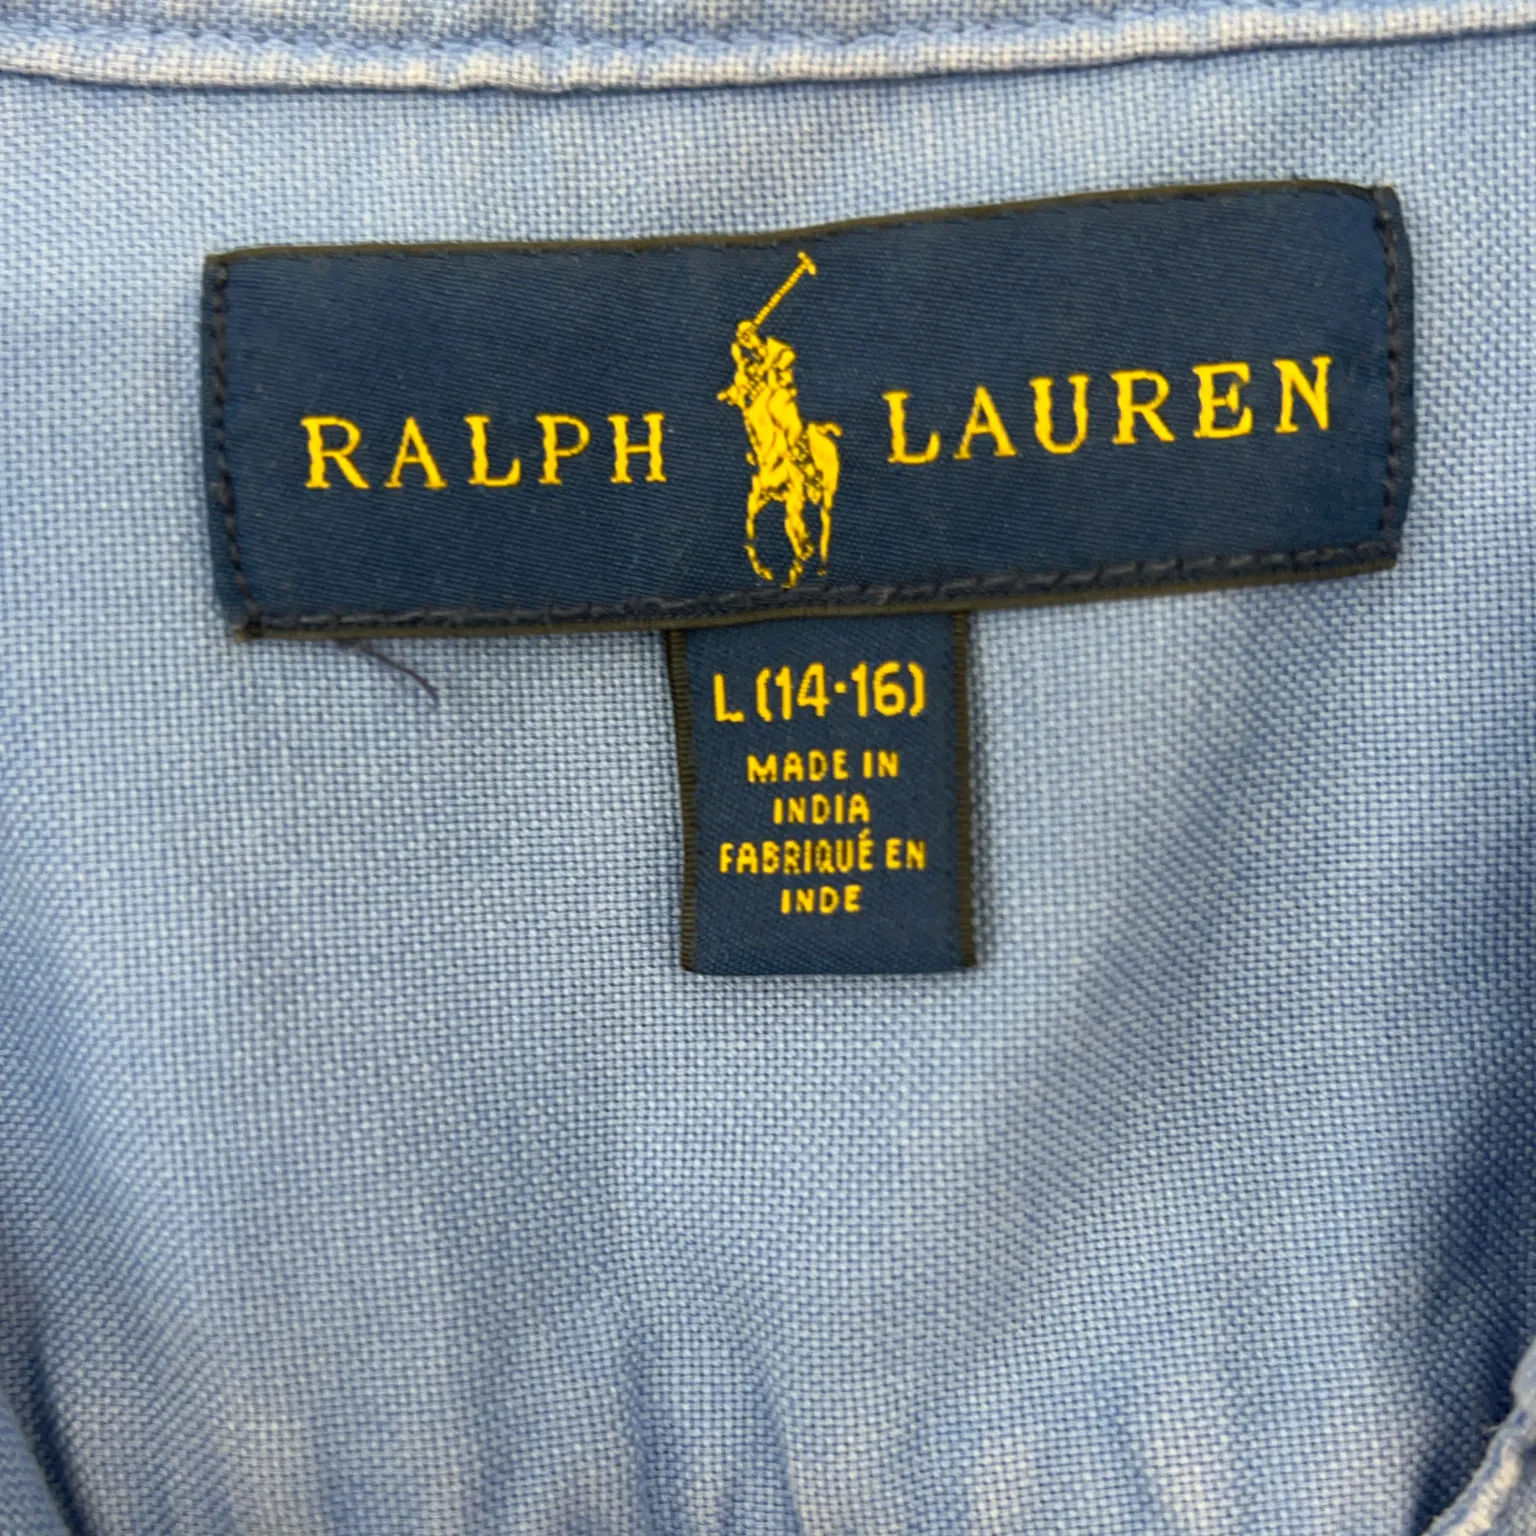 RALPH LAUREN
L (14·16)
MADE IN
INDIA
FABRIQUÉ EN
INDE